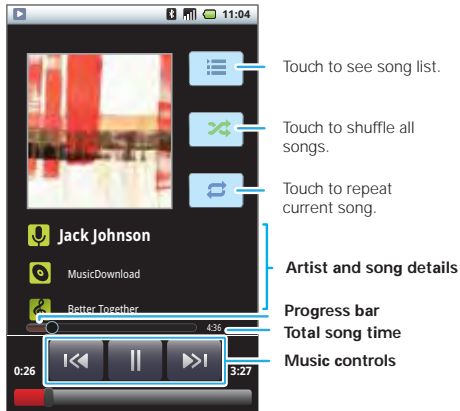 11:04
Touch to see song list.
Touch to shuffle all
songs.
Touch to repeat
current song.
Jack Johnson
MusicDownload
Better Together
Artist and song details
Progress bar
4:36
Total song time
Music controls
0:26
3:27